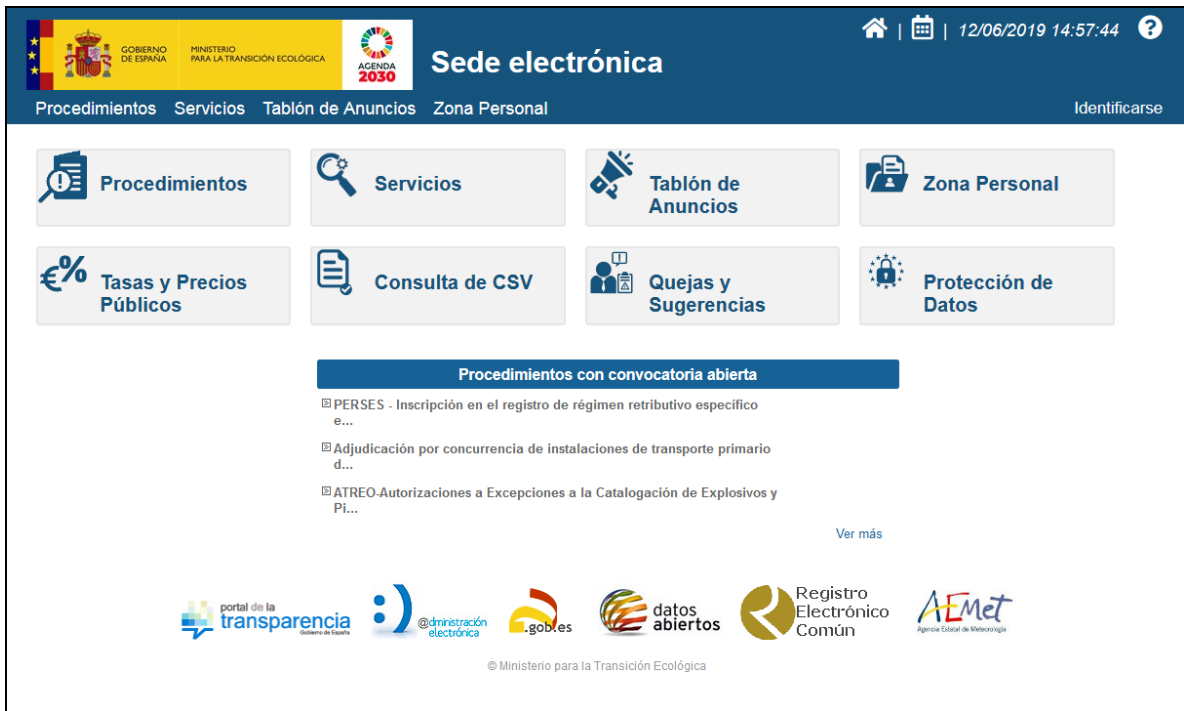 GOBIERNO
DE ESPAÑA
MINISTERIO
PARA LA TRANSICIÓN ECOLÓGICA
AGENDA
2030
Sede electrónica
| | 12/06/2019 14:57:44
Procedimientos Servicios Tablón de Anuncios Zona Personal Identificarse
Procedimientos
Servicios
Tablón de
Anuncios
Zona Personal
€% Tasas y Precios
Públicos
Consulta de CSV
Quejas y
Sugerencias
Protección de
Datos
Procedimientos con convocatoria abierta
PERSES - Inscripción en el registro de régimen retributivo específico
e...
Adjudicación por concurrencia de instalaciones de transporte primario
d...
ATREO-Autorizaciones a Excepciones a la Catalogación de Explosivos y
Pi...
Ver más
portal de la
transparencia
Gobierno de España
:)
@dministración
electrónica
.gob.es
datos
abiertos
Registro
Electrónico
Común
AEMet
Agencia Estatal de Meteorología
© Ministerio para la Transición Ecológica